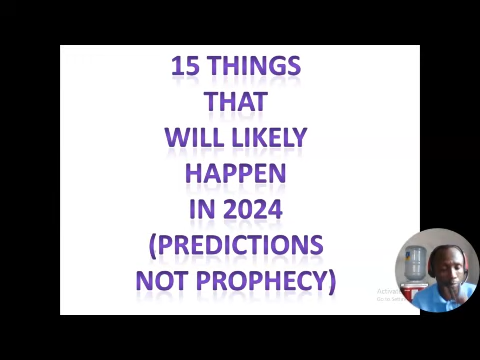 15 THINGS
THAT
WILL LIKELY
HAPPEN
IN 2024
(PREDICTIONS
NOT PROPHECY)